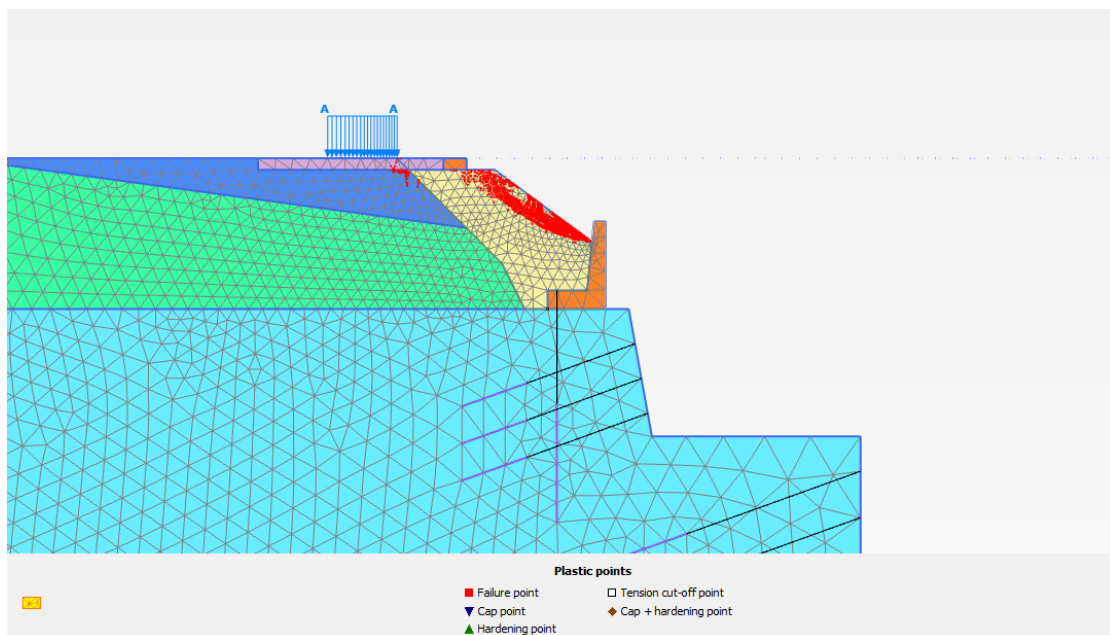 A A
Plastic points
Failure point Tension cut-off point
Cap point Cap + hardening point
Hardening point